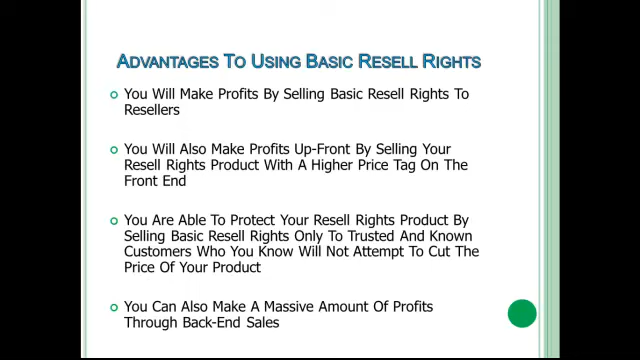 ADVANTAGES TO USING BASIC RESELL RIGHTS
You Will Make Profits By Selling Basic Resell Rights To
Resellers
You Will Also Make Profits Up-Front By Selling Your
Resell Rights Product With A Higher Price Tag On The
Front End
You Are Able To Protect Your Resell Rights Product By
Selling Basic Resell Rights Only To Trusted And Known
Customers Who You Know Will Not Attempt To Cut The
Price Of Your Product
You Can Also Make A Massive Amount Of Profits
Through Back-End Sales